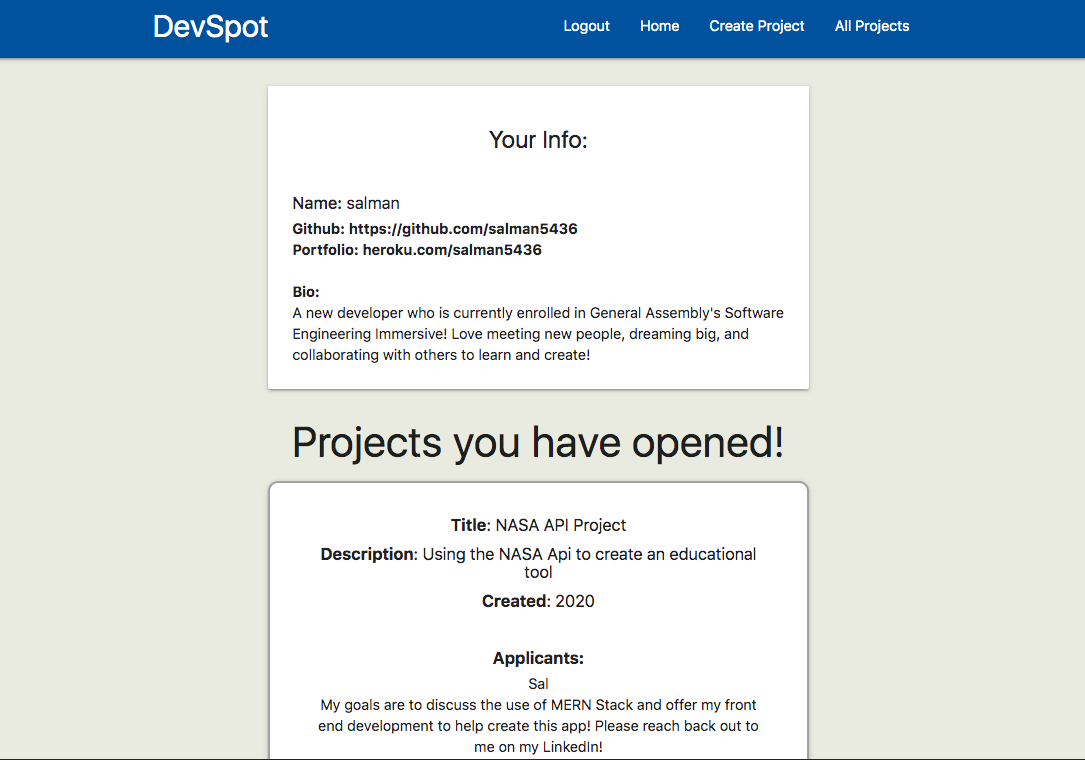 DevSpot Logout Home Create Project All Projects
Your Info:
Name: salman
Github: https://github.com/salman5436
Portfolio: heroku.com/salman5436
Bio:
A new developer who is currently enrolled in General Assembly's Software
Engineering Immersive! Love meeting new people, dreaming big, and
collaborating with others to learn and create!
Projects you have opened!
Title: NASA API Project
Description: Using the NASA Api to create an educational
tool
Created: 2020
Applicants:
Sal
My goals are to discuss the use of MERN Stack and offer my front
end development to help create this app! Please reach back out to
me on my LinkedIn!